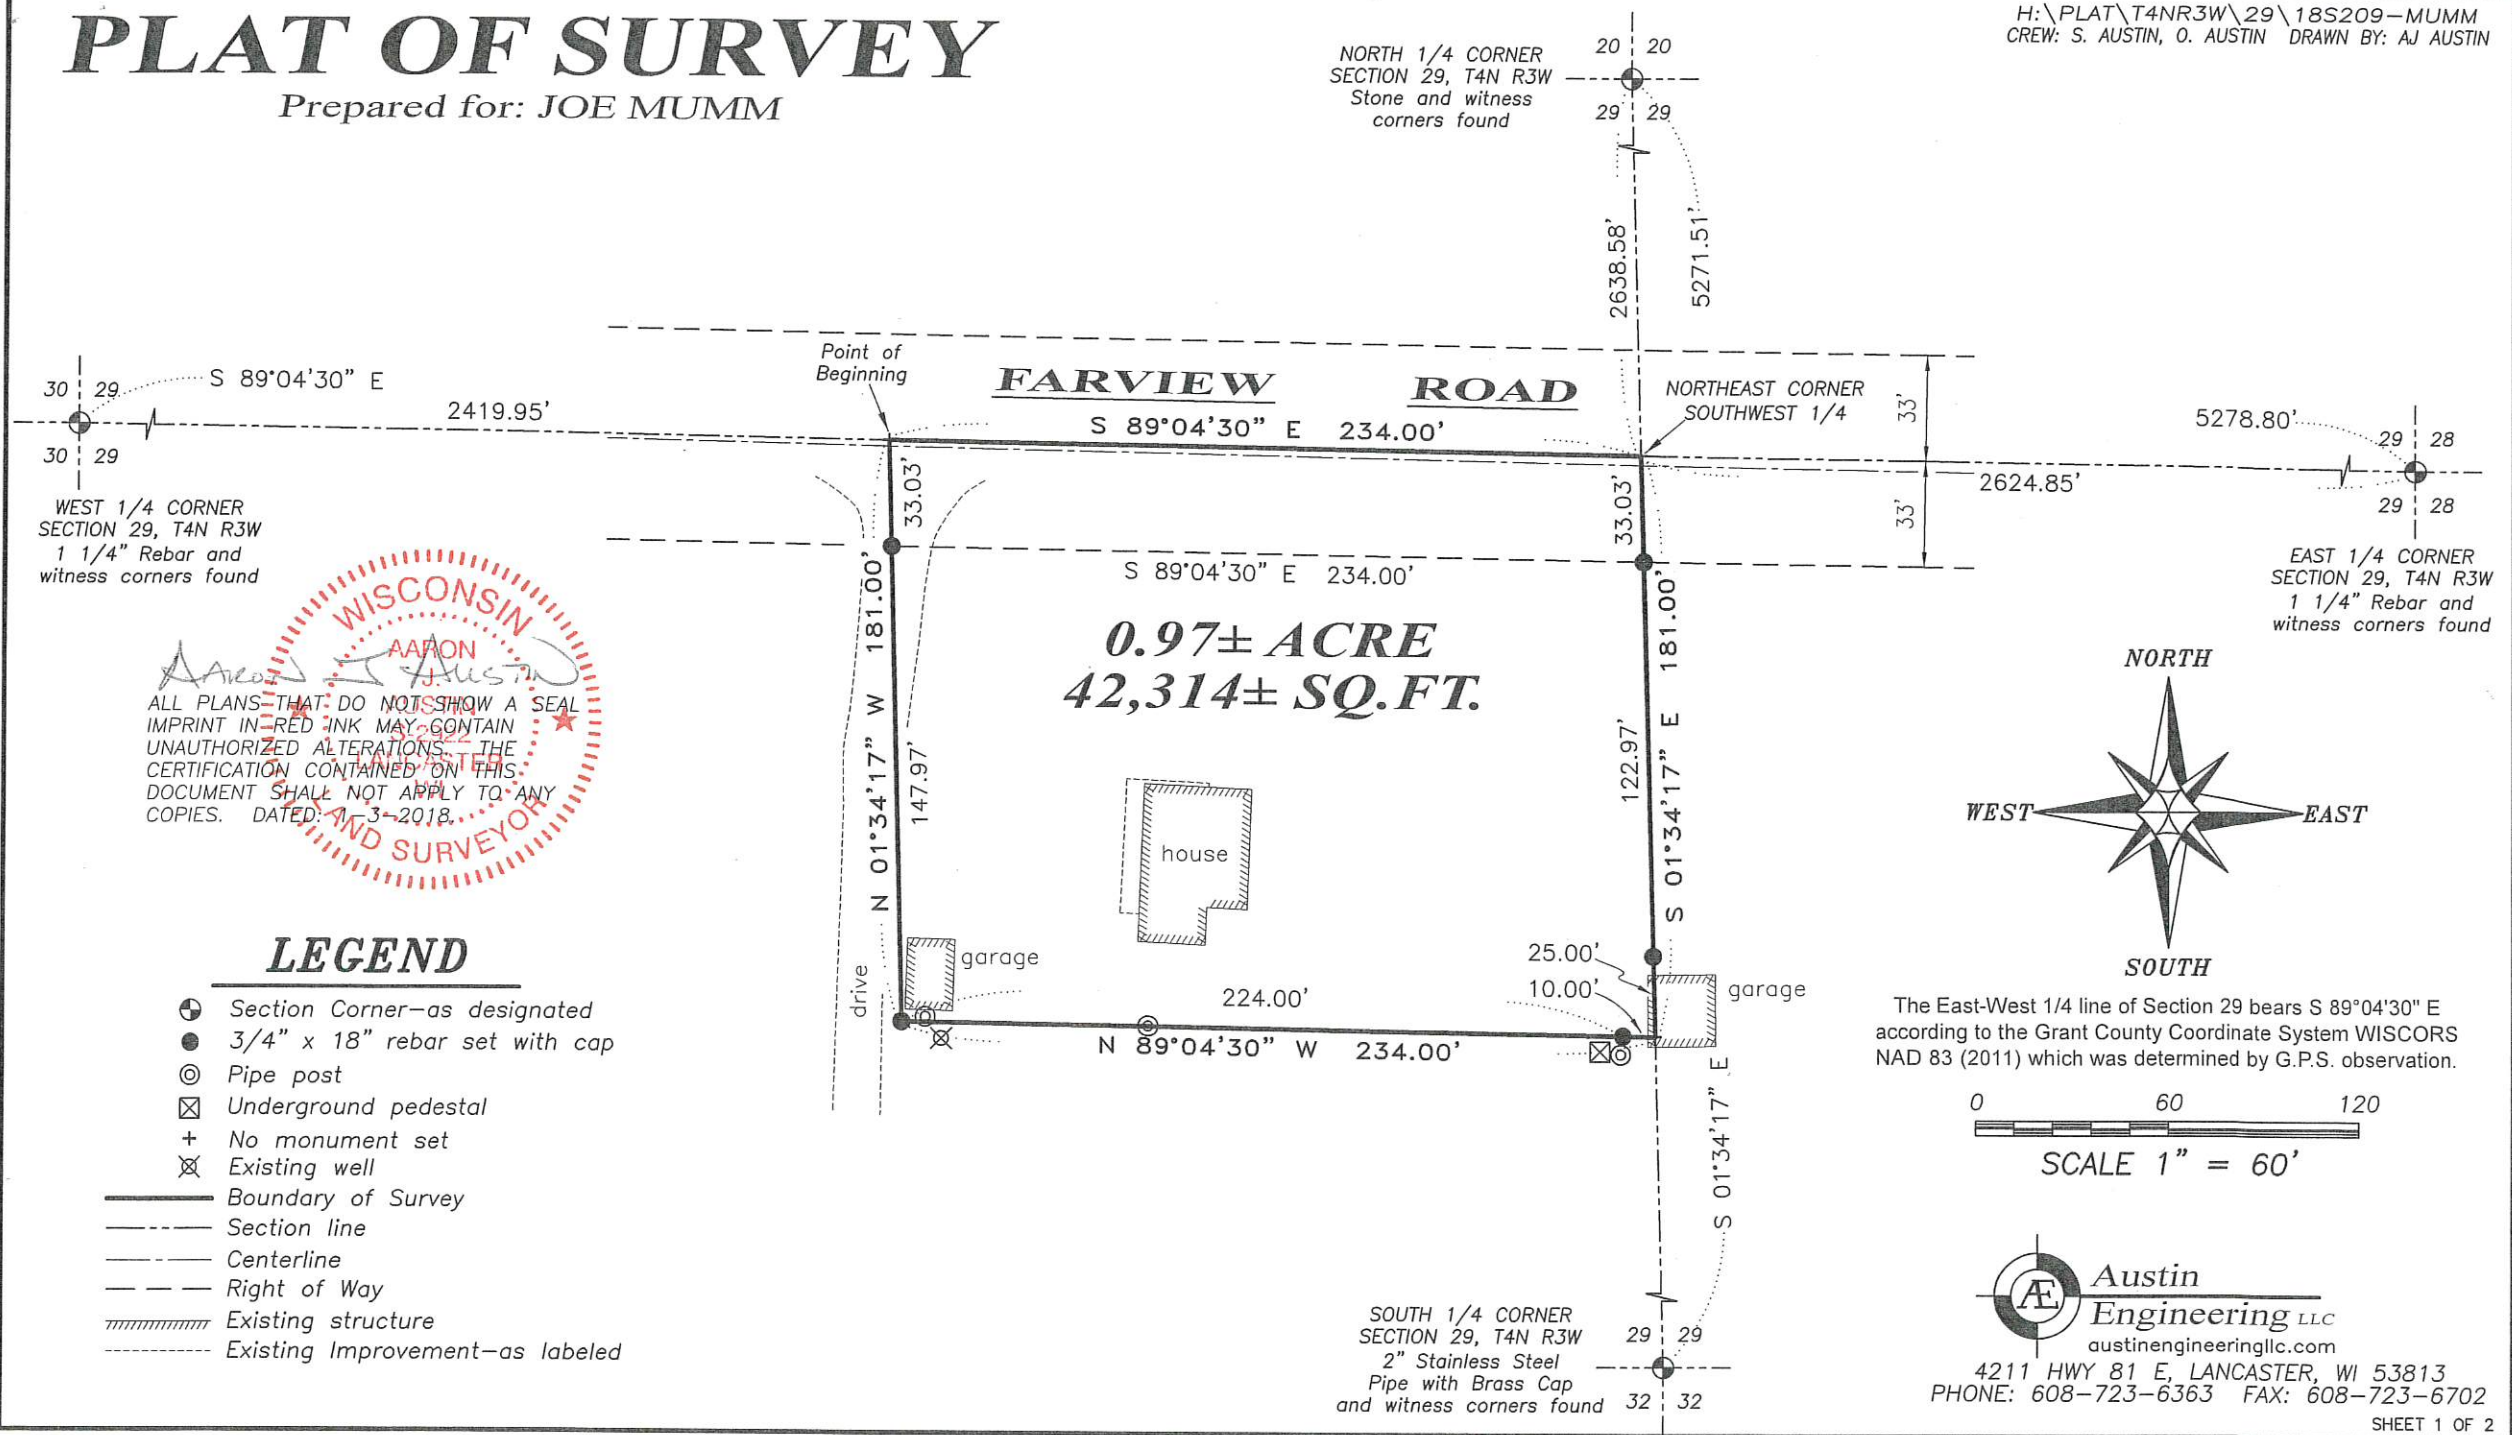 PLAT OF SURVEY
Prepared for: JOE MUMM
H:\PLAT\T4NR3W\29\18S209-MUMM
CREW: S. AUSTIN, O. AUSTIN DRAWN BY: AJ AUSTIN
NORTH 1/4 CORNER
SECTION 29, T4N R3W
Stone and witness
corners found
20 20
29 29
2638.58'
5271.51'
Point of
Beginning
FARVIEW ROAD
S 89°04'30" E 234.00'
NORTHEAST CORNER
SOUTHWEST 1/4
33'
33'
30 29
30 29
S 89°04'30" E
2419.95'
WEST 1/4 CORNER
SECTION 29, T4N R3W
1 1/4" Rebar and
witness corners found
5278.80'
2624.85'
29 28
29 28
EAST 1/4 CORNER
SECTION 29, T4N R3W
1 1/4" Rebar and
witness corners found
33.03'
33.03'
S 89°04'30" E 234.00'
0.97± ACRE
42,314± SQ.FT.
N 01°34'17" W 181.00'
147.97'
122.97'
S 01°34'17" E 181.00'
house
garage
drive
25.00'
10.00'
garage
224.00'
N 89°04'30" W 234.00'
S 01°34'17" E
WISCONSIN
AARON
J.
AUSTIN
S-2922
LANCASTER
WI
LAND SURVEYOR
Aaron J Austin
ALL PLANS THAT DO NOT SHOW A SEAL
IMPRINT IN RED INK MAY CONTAIN
UNAUTHORIZED ALTERATIONS. THE
CERTIFICATION CONTAINED ON THIS
DOCUMENT SHALL NOT APPLY TO ANY
COPIES. DATED: 1-3-2018.
LEGEND
Section Corner-as designated
3/4" x 18" rebar set with cap
Pipe post
Underground pedestal
No monument set
Existing well
Boundary of Survey
Section line
Centerline
Right of Way
Existing structure
Existing Improvement-as labeled
NORTH
WEST
EAST
SOUTH
The East-West 1/4 line of Section 29 bears S 89°04'30" E
according to the Grant County Coordinate System WISCORS
NAD 83 (2011) which was determined by G.P.S. observation.
0 60 120
SCALE 1" = 60'
SOUTH 1/4 CORNER
SECTION 29, T4N R3W
2" Stainless Steel
Pipe with Brass Cap
and witness corners found
29 29
32 32
Æ
Austin
Engineering LLC
austinengineeringllc.com
4211 HWY 81 E, LANCASTER, WI 53813
PHONE: 608-723-6363 FAX: 608-723-6702
SHEET 1 OF 2